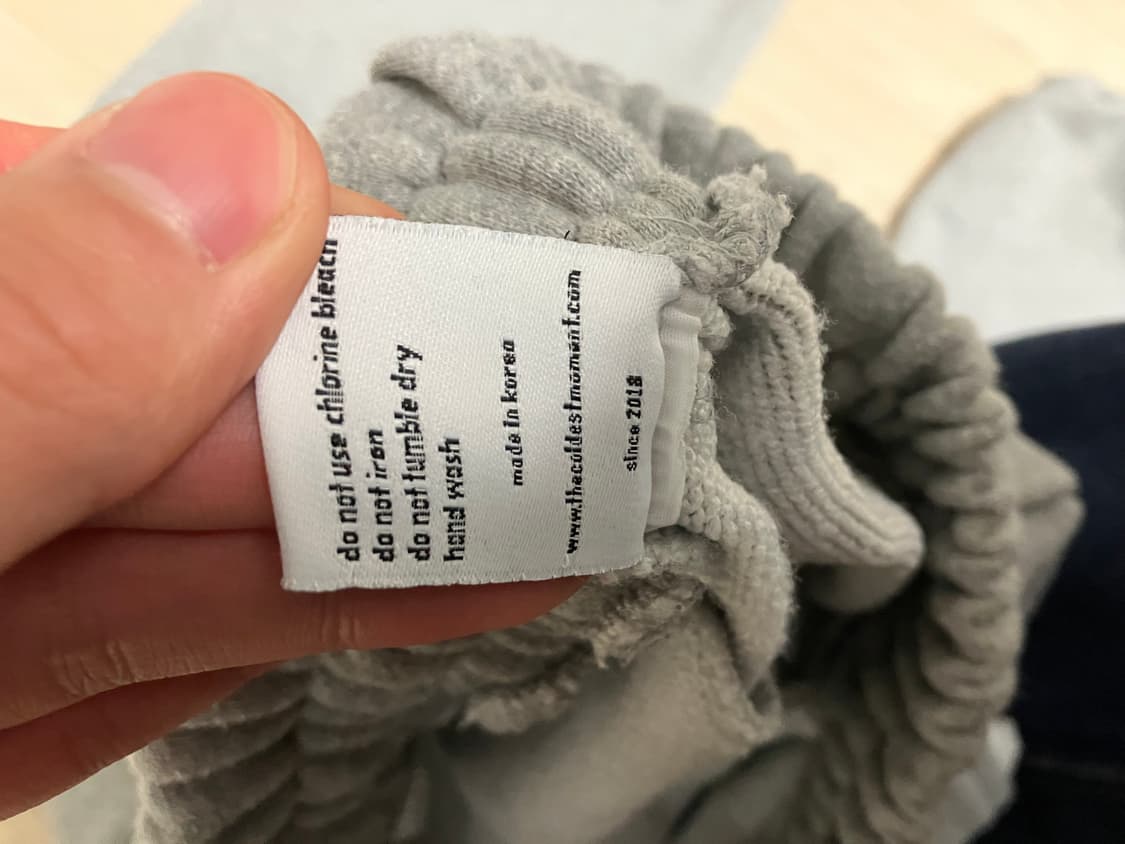 do not use chlorine bleach
do not iron
do not tumble dry
hand wash
made in korea
www.thecoldestmoment.com
since 2018